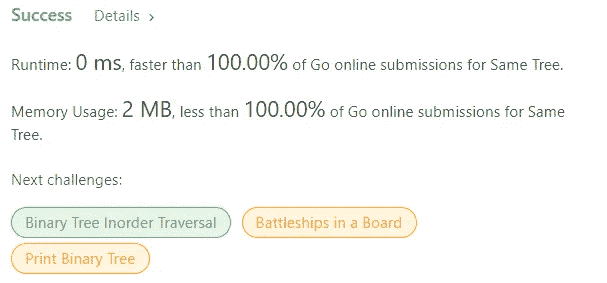 Success Details ›
Runtime: 0 ms, faster than 100.00% of Go online submissions for Same Tree.
Memory Usage: 2 MB, less than 100.00% of Go online submissions for Same
Tree.
Next challenges:
Binary Tree Inorder Traversal Battleships in a Board
Print Binary Tree